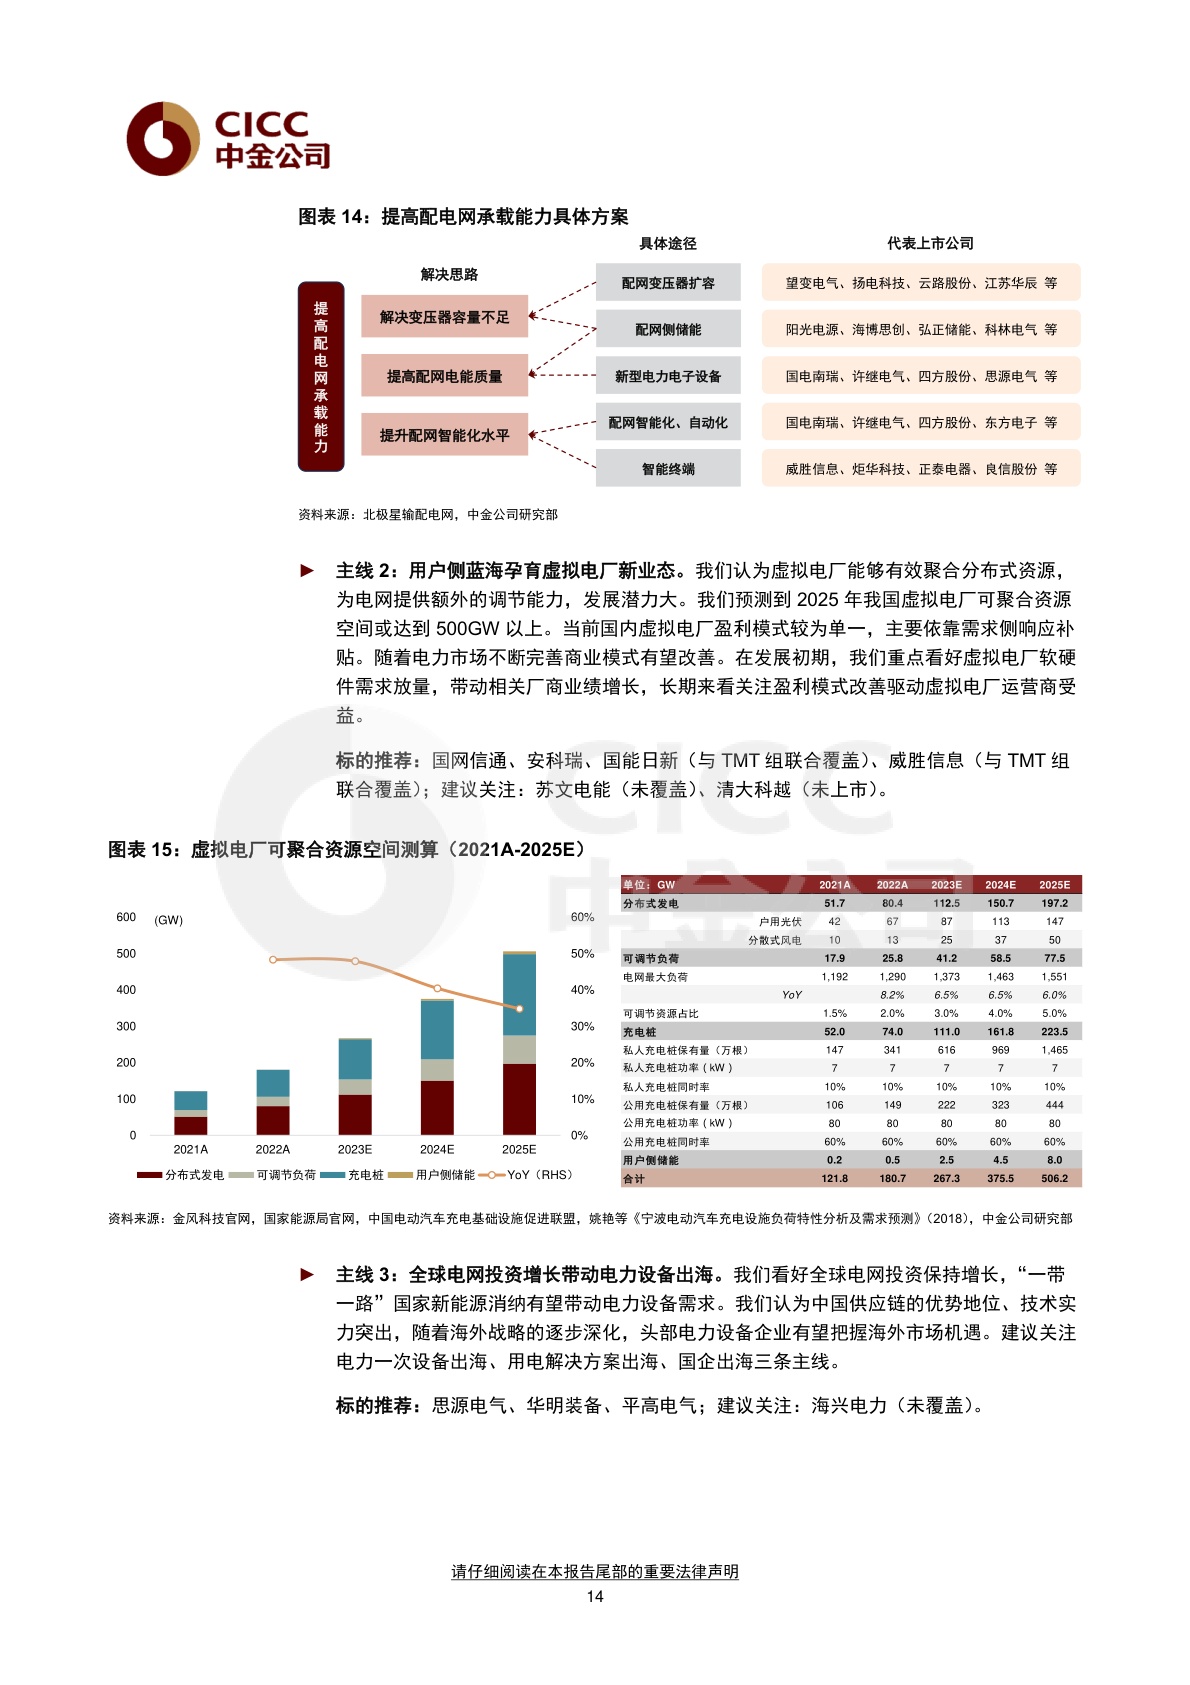 CICC
中金公司
图表 14：提高配电网承载能力具体方案
具体途径 代表上市公司
解决思路
提高配电网承载能力
解决变压器容量不足
提高配网电能质量
提升配网智能化水平
配网变压器扩容 望变电气、扬电科技、云路股份、江苏华辰 等
配网侧储能 阳光电源、海博思创、弘正储能、科林电气 等
新型电力电子设备 国电南瑞、许继电气、四方股份、思源电气 等
配网智能化、自动化 国电南瑞、许继电气、四方股份、东方电子 等
智能终端 威胜信息、炬华科技、正泰电器、良信股份 等
资料来源：北极星输配电网，中金公司研究部
► 主线 2：用户侧蓝海孕育虚拟电厂新业态。我们认为虚拟电厂能够有效聚合分布式资源，
为电网提供额外的调节能力，发展潜力大。我们预测到 2025 年我国虚拟电厂可聚合资源
空间或达到 500GW 以上。当前国内虚拟电厂盈利模式较为单一，主要依靠需求侧响应补
贴。随着电力市场不断完善商业模式有望改善。在发展初期，我们重点看好虚拟电厂软硬
件需求放量，带动相关厂商业绩增长，长期来看关注盈利模式改善驱动虚拟电厂运营商受
益。
标的推荐：国网信通、安科瑞、国能日新（与 TMT 组联合覆盖）、威胜信息（与 TMT 组
联合覆盖）；建议关注：苏文电能（未覆盖）、清大科越（未上市）。
图表 15：虚拟电厂可聚合资源空间测算（2021A-2025E）
(GW)
600
500
400
300
200
100
0
60%
50%
40%
30%
20%
10%
0%
2021A 2022A 2023E 2024E 2025E
分布式发电 可调节负荷 充电桩 用户侧储能 YoY（RHS）
单位：GW 2021A 2022A 2023E 2024E 2025E
分布式发电 51.7 80.4 112.5 150.7 197.2
户用光伏 42 67 87 113 147
分散式风电 10 13 25 37 50
可调节负荷 17.9 25.8 41.2 58.5 77.5
电网最大负荷 1,192 1,290 1,373 1,463 1,551
YoY 8.2% 6.5% 6.5% 6.0%
可调节资源占比 1.5% 2.0% 3.0% 4.0% 5.0%
充电桩 52.0 74.0 111.0 161.8 223.5
私人充电桩保有量（万根） 147 341 616 969 1,465
私人充电桩功率（kW） 7 7 7 7 7
私人充电桩同时率 10% 10% 10% 10% 10%
公用充电桩保有量（万根） 106 149 222 323 444
公用充电桩功率（kW） 80 80 80 80 80
公用充电桩同时率 60% 60% 60% 60% 60%
用户侧储能 0.2 0.5 2.5 4.5 8.0
合计 121.8 180.7 267.3 375.5 506.2
资料来源：金风科技官网，国家能源局官网，中国电动汽车充电基础设施促进联盟，姚艳等《宁波电动汽车充电设施负荷特性分析及需求预测》（2018），中金公司研究部
► 主线 3：全球电网投资增长带动电力设备出海。我们看好全球电网投资保持增长，“一带
一路”国家新能源消纳有望带动电力设备需求。我们认为中国供应链的优势地位、技术实
力突出，随着海外战略的逐步深化，头部电力设备企业有望把握海外市场机遇。建议关注
电力一次设备出海、用电解决方案出海、国企出海三条主线。
标的推荐：思源电气、华明装备、平高电气；建议关注：海兴电力（未覆盖）。
请仔细阅读在本报告尾部的重要法律声明
14